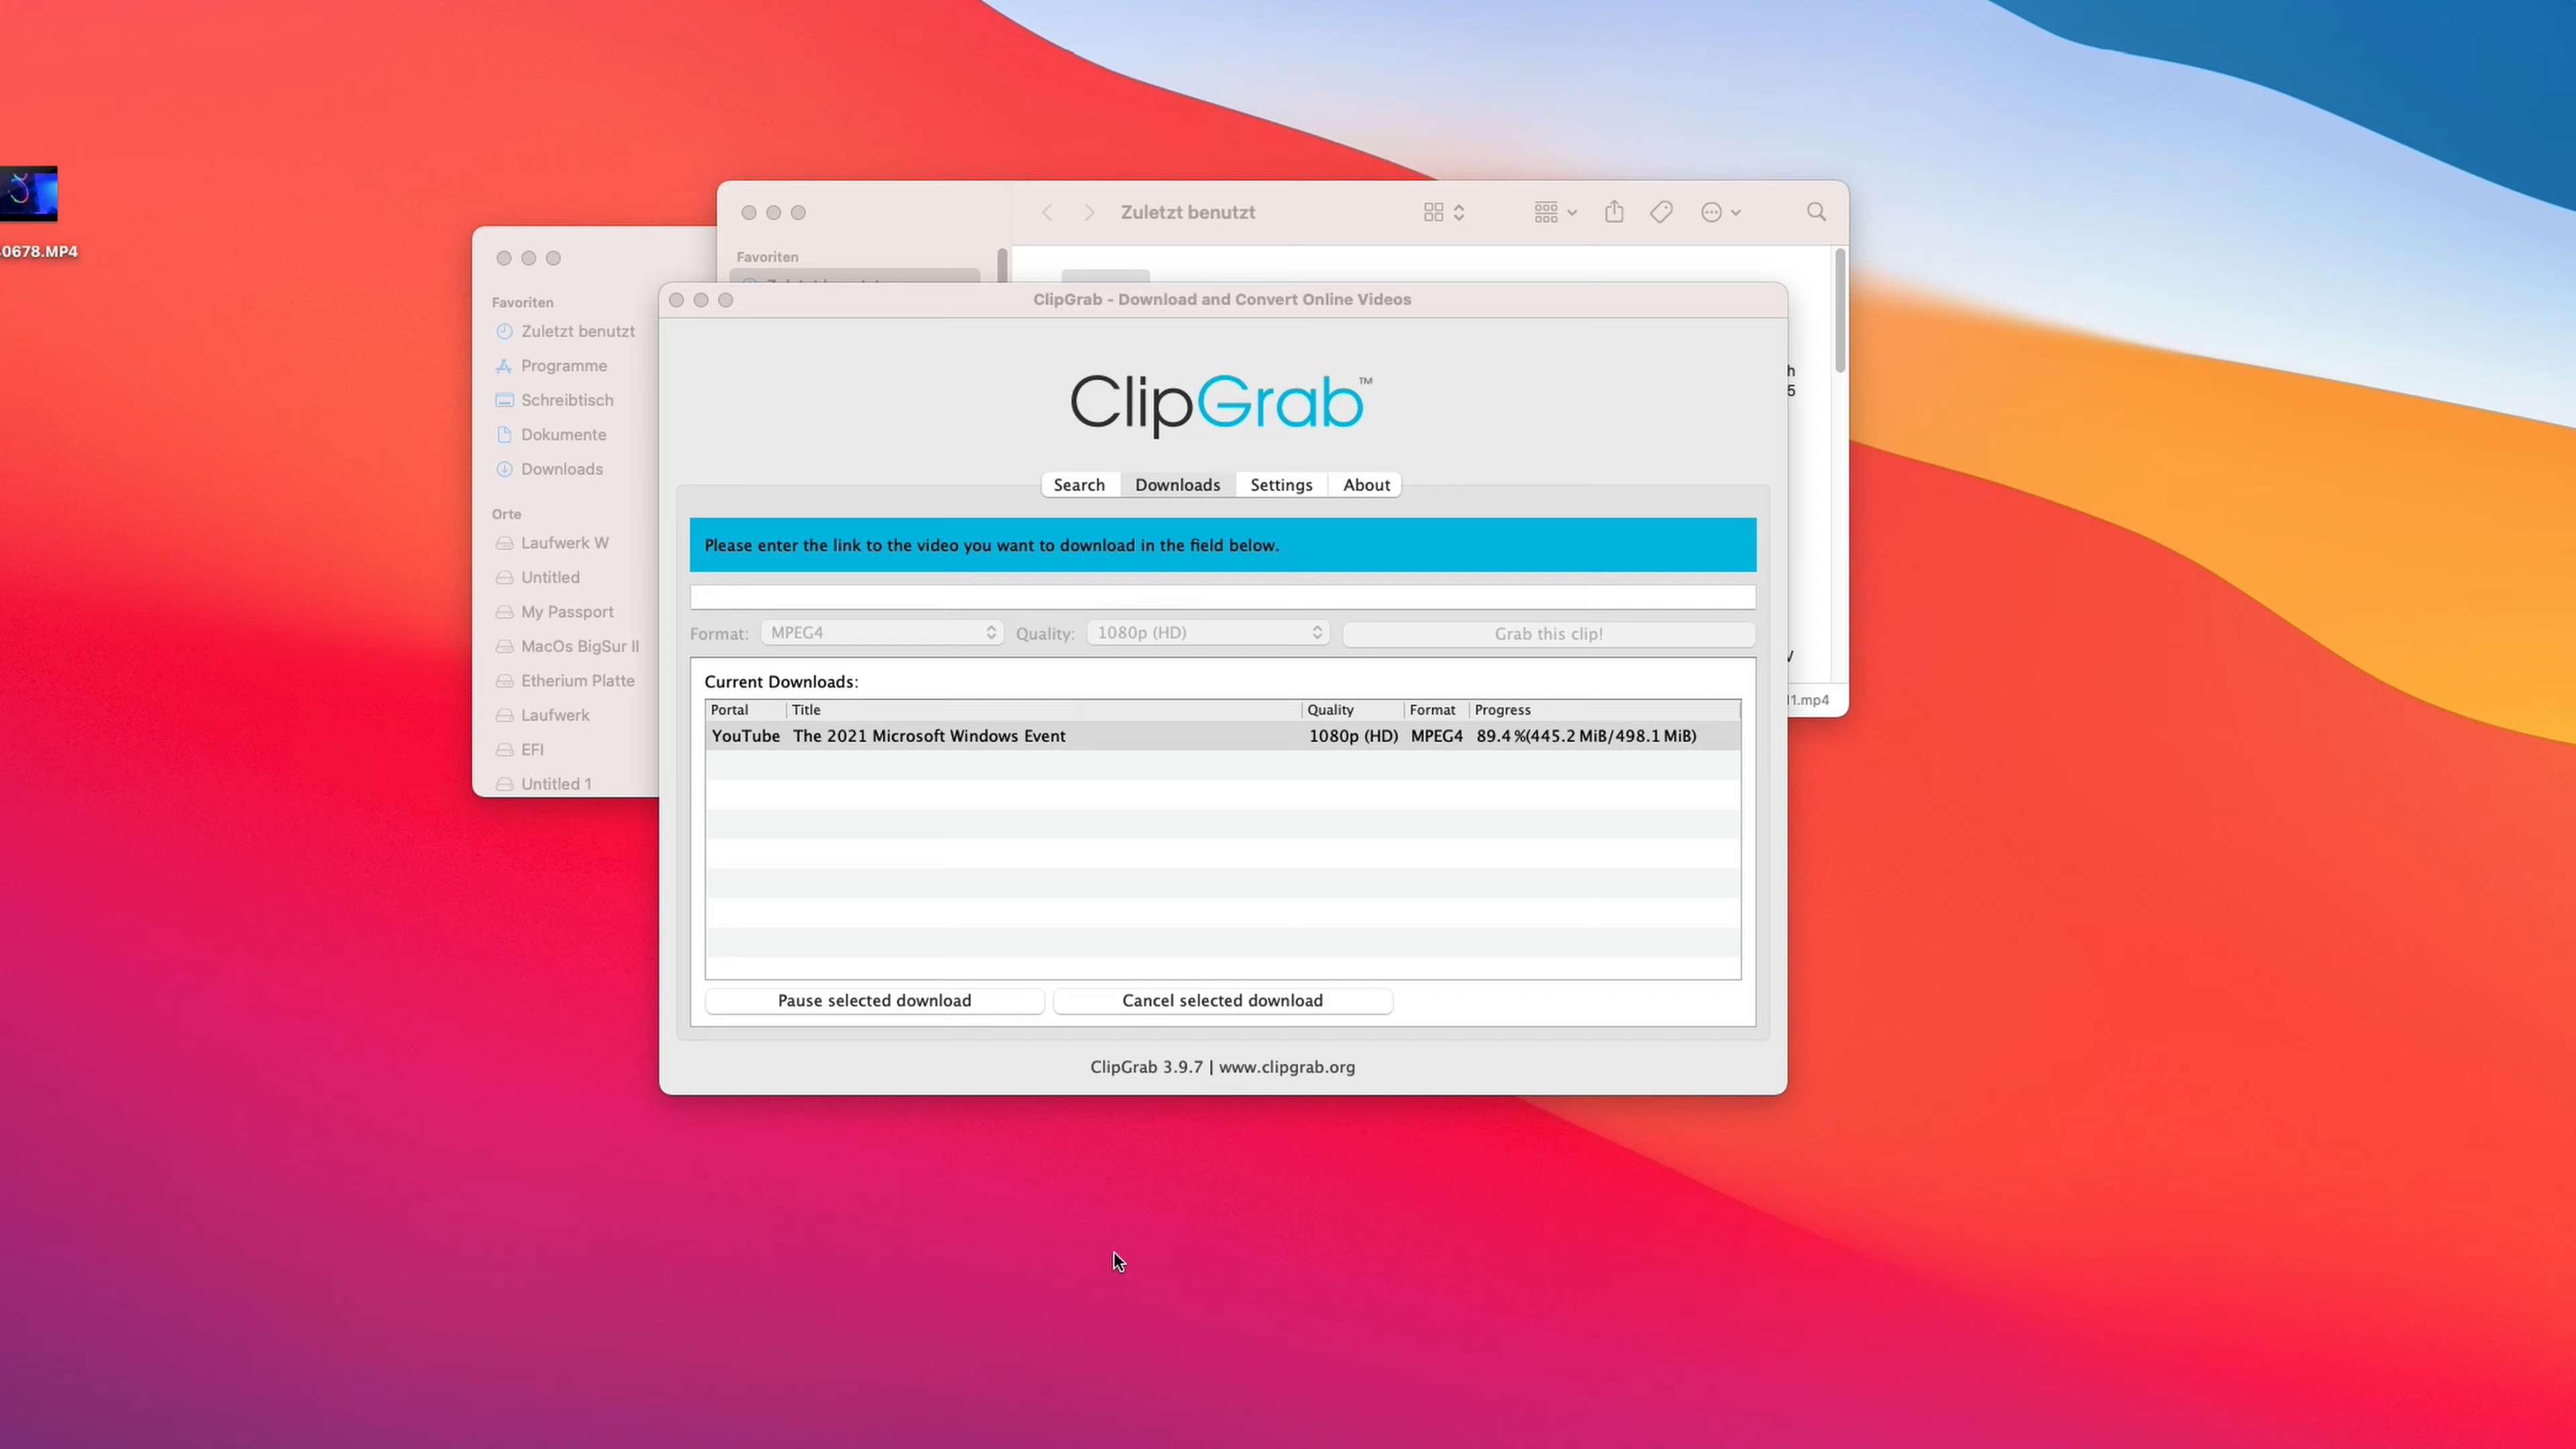 0678.MP4
Zuletzt benutzt
Favoriten
Favoriten
Zuletzt benutzt
Programme
Schreibtisch
Dokumente
Downloads
Orte
Laufwerk W
Untitled
My Passport
MacOs BigSur II
Etherium Platte
Laufwerk
EFI
Untitled 1
h
5
11.mp4
ClipGrab - Download and Convert Online Videos
ClipGrab™
Search Downloads Settings About
Please enter the link to the video you want to download in the field below.
Format: MPEG4 Quality: 1080p (HD) Grab this clip!
Current Downloads:
Portal Title Quality Format Progress
YouTube The 2021 Microsoft Windows Event 1080p (HD) MPEG4 89.4 %(445.2 MiB/498.1 MiB)
Pause selected download Cancel selected download
ClipGrab 3.9.7 | www.clipgrab.org